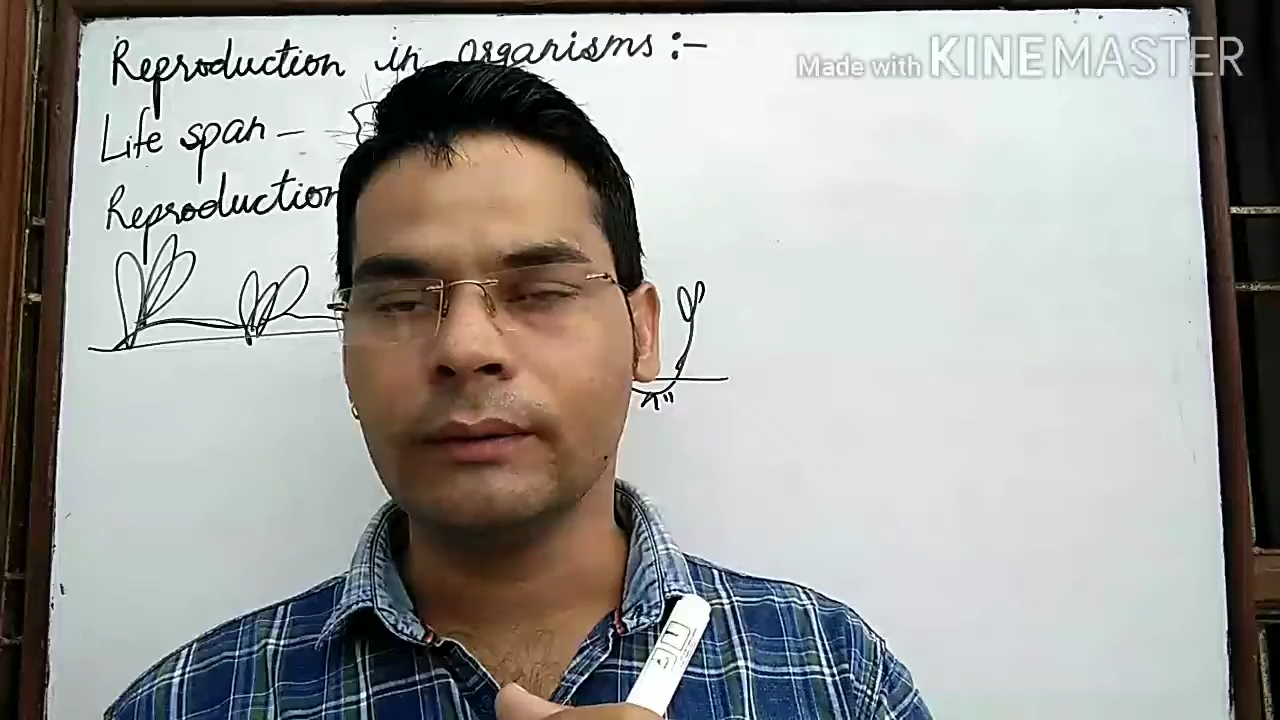 Reproduction in organisms :-
Made with KINEMASTER
Life span -
Reproduction